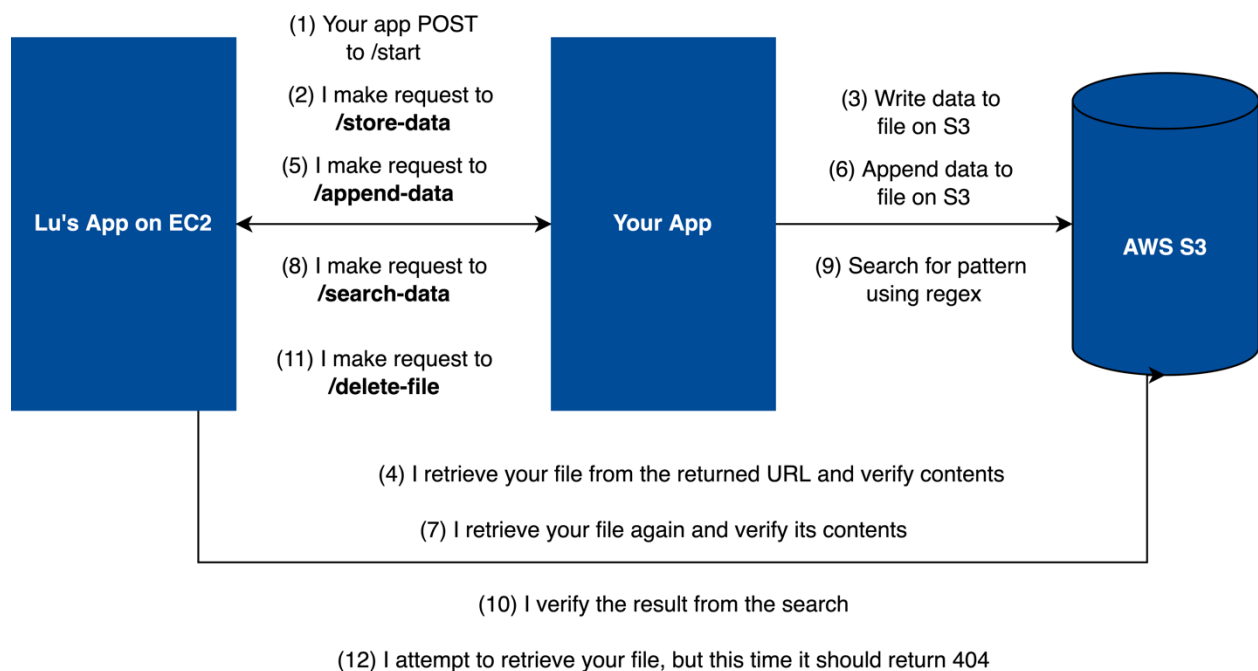 (1) Your app POST
to /start
(2) I make request to
/store-data
(5) I make request to
/append-data
(8) I make request to
/search-data
(11) I make request to
/delete-file
Lu's App on EC2
Your App
(3) Write data to
file on S3
(6) Append data to
file on S3
(9) Search for pattern
using regex
AWS S3
(4) I retrieve your file from the returned URL and verify contents
(7) I retrieve your file again and verify its contents
(10) I verify the result from the search
(12) I attempt to retrieve your file, but this time it should return 404